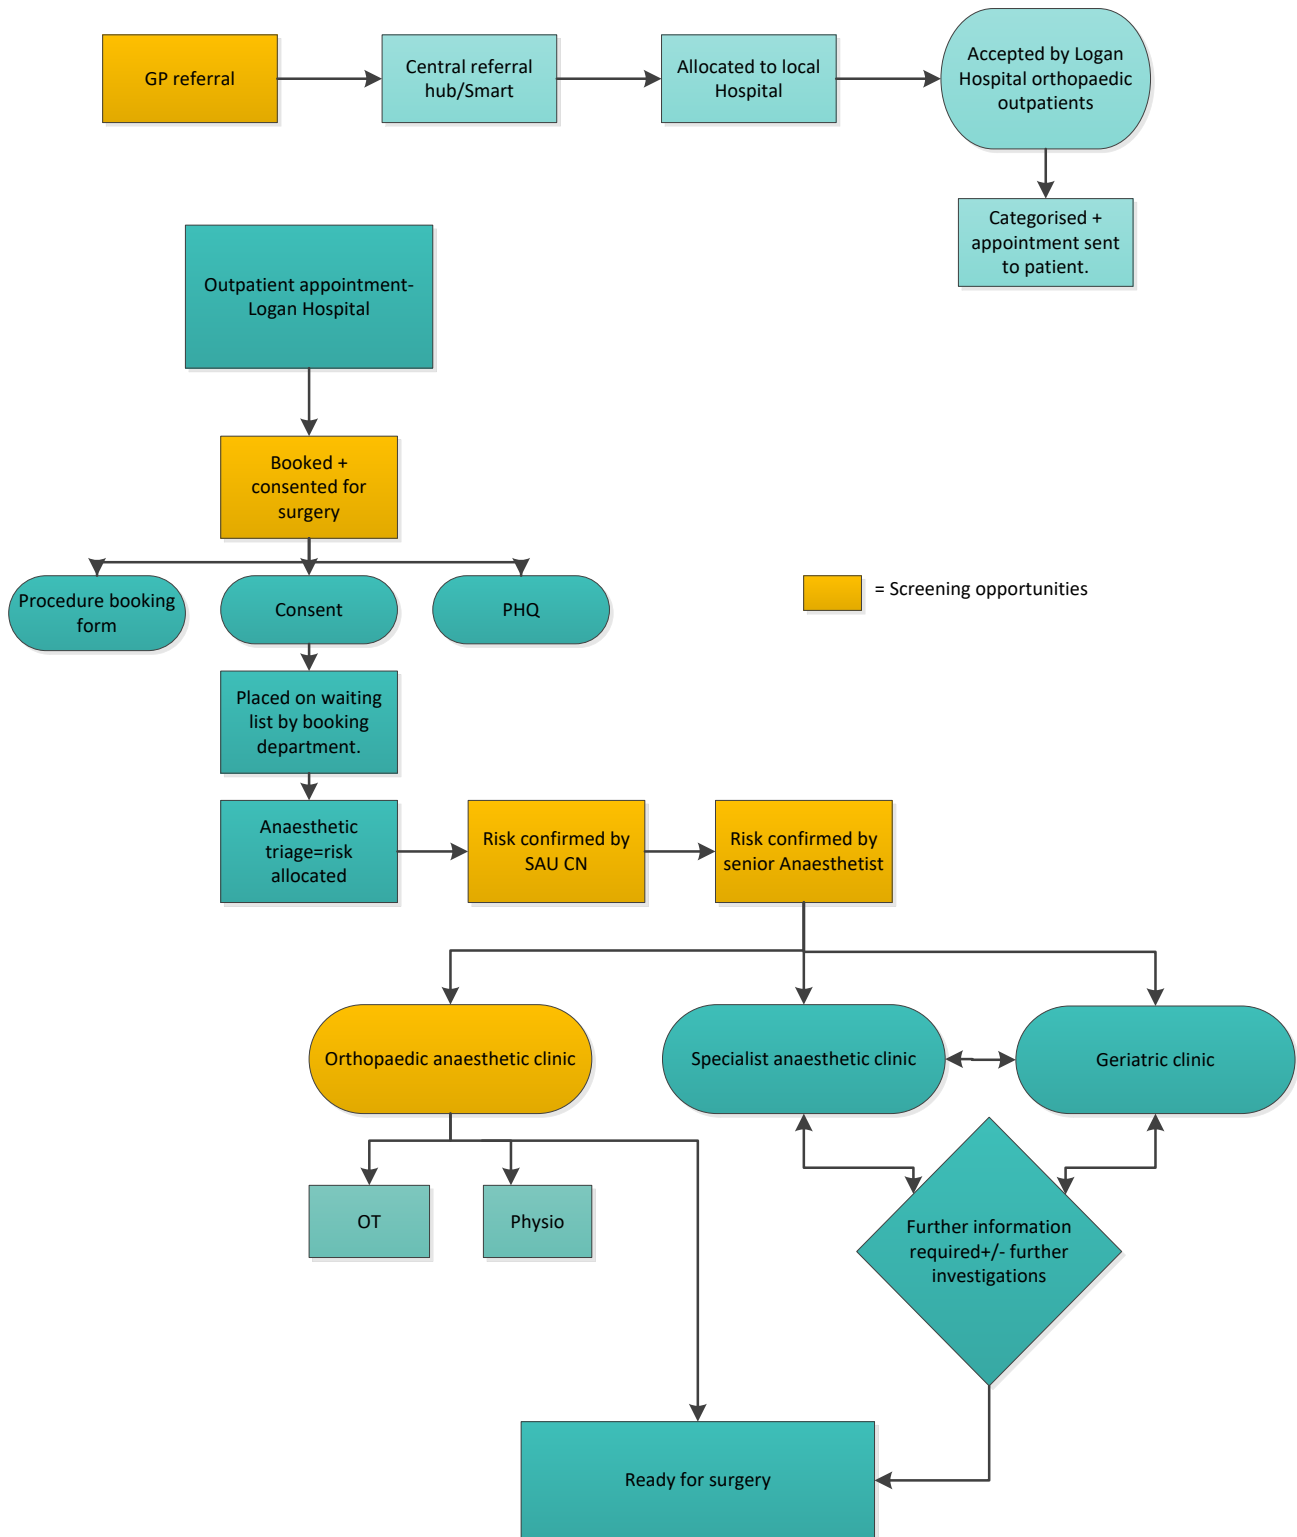 GP referral
Central referral
hub/Smart
Allocated to local
Hospital
Accepted by Logan
Hospital orthopaedic
outpatients
Categorised +
appointment sent
to patient.
Outpatient appointment-
Logan Hospital
Booked +
consented for
surgery
Procedure booking
form
Consent
PHQ
= Screening opportunities
Placed on waiting
list by booking
department.
Anaesthetic
triage=risk
allocated
Risk confirmed by
SAU CN
Risk confirmed by
senior Anaesthetist
Orthopaedic anaesthetic clinic
Specialist anaesthetic clinic
Geriatric clinic
OT
Physio
Further information
required+/- further
investigations
Ready for surgery